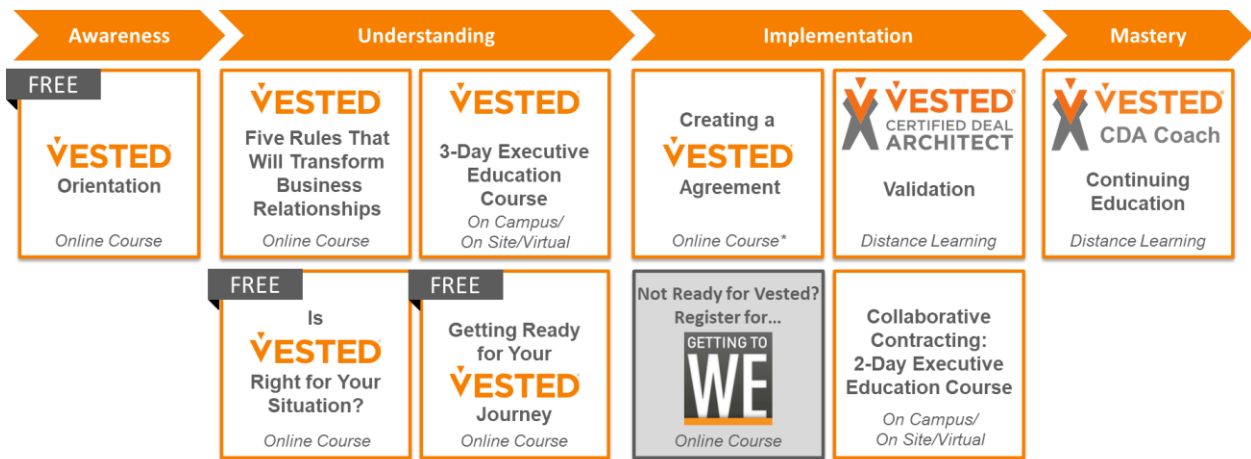 Awareness
Understanding
Implementation
Mastery
FREE
VESTED®
Orientation
Online Course
VESTED®
Five Rules That
Will Transform
Business
Relationships
Online Course
VESTED®
3-Day Executive
Education
Course
On Campus/
On Site/Virtual
Creating a
VESTED®
Agreement
Online Course*
VESTED®
CERTIFIED DEAL
ARCHITECT
Validation
Distance Learning
VESTED®
CDA Coach
Continuing
Education
Distance Learning
FREE
Is
VESTED®
Right for Your
Situation?
Online Course
FREE
Getting Ready
for Your
VESTED®
Journey
Online Course
Not Ready for Vested?
Register for...
GETTING TO
WE
Online Course
Collaborative
Contracting:
2-Day Executive
Education Course
On Campus/
On Site/Virtual